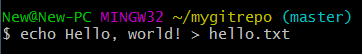 New@New-PC MINGW32 ~/mygitrepo (master)
$ echo Hello, world! > hello.txt